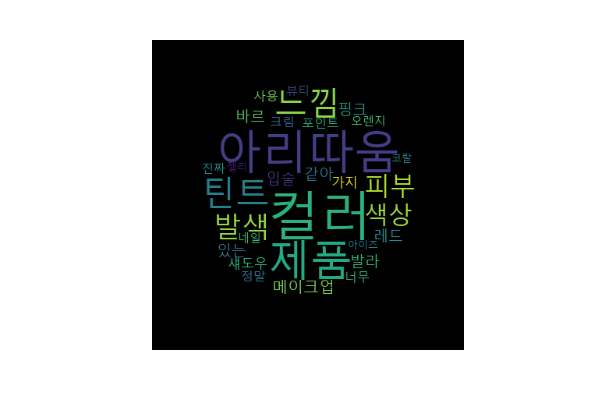 사용 뷰티
느낌 핑크
바르 크림 포인트 오렌지
아리따움 코랄
진짜 젤리 입술 같아 가지 피부
틴트 컬러 색상
발색 레드
네일 제품 아이즈
있는 발라
섀도우 너무
정말
메이크업